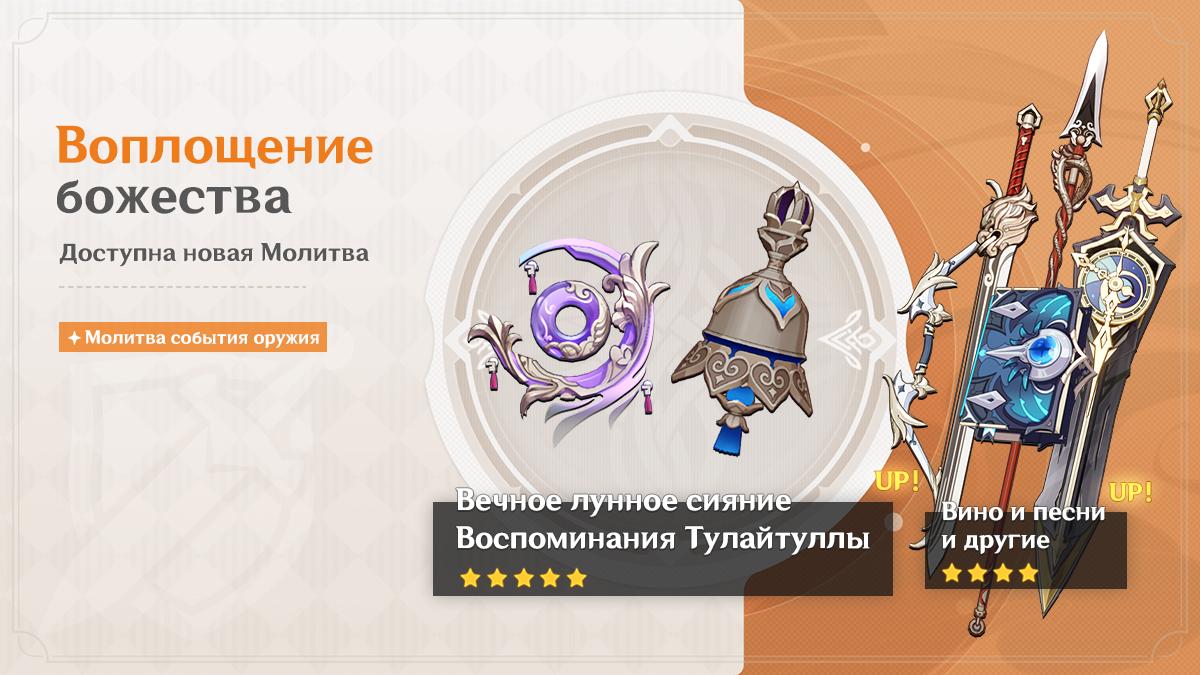 Воплощение
божества
Доступна новая Молитва
Молитва события оружия
Вечное лунное сияние
Воспоминания Тулайтуллы
UP!
Вино и песни
и другие
UP!